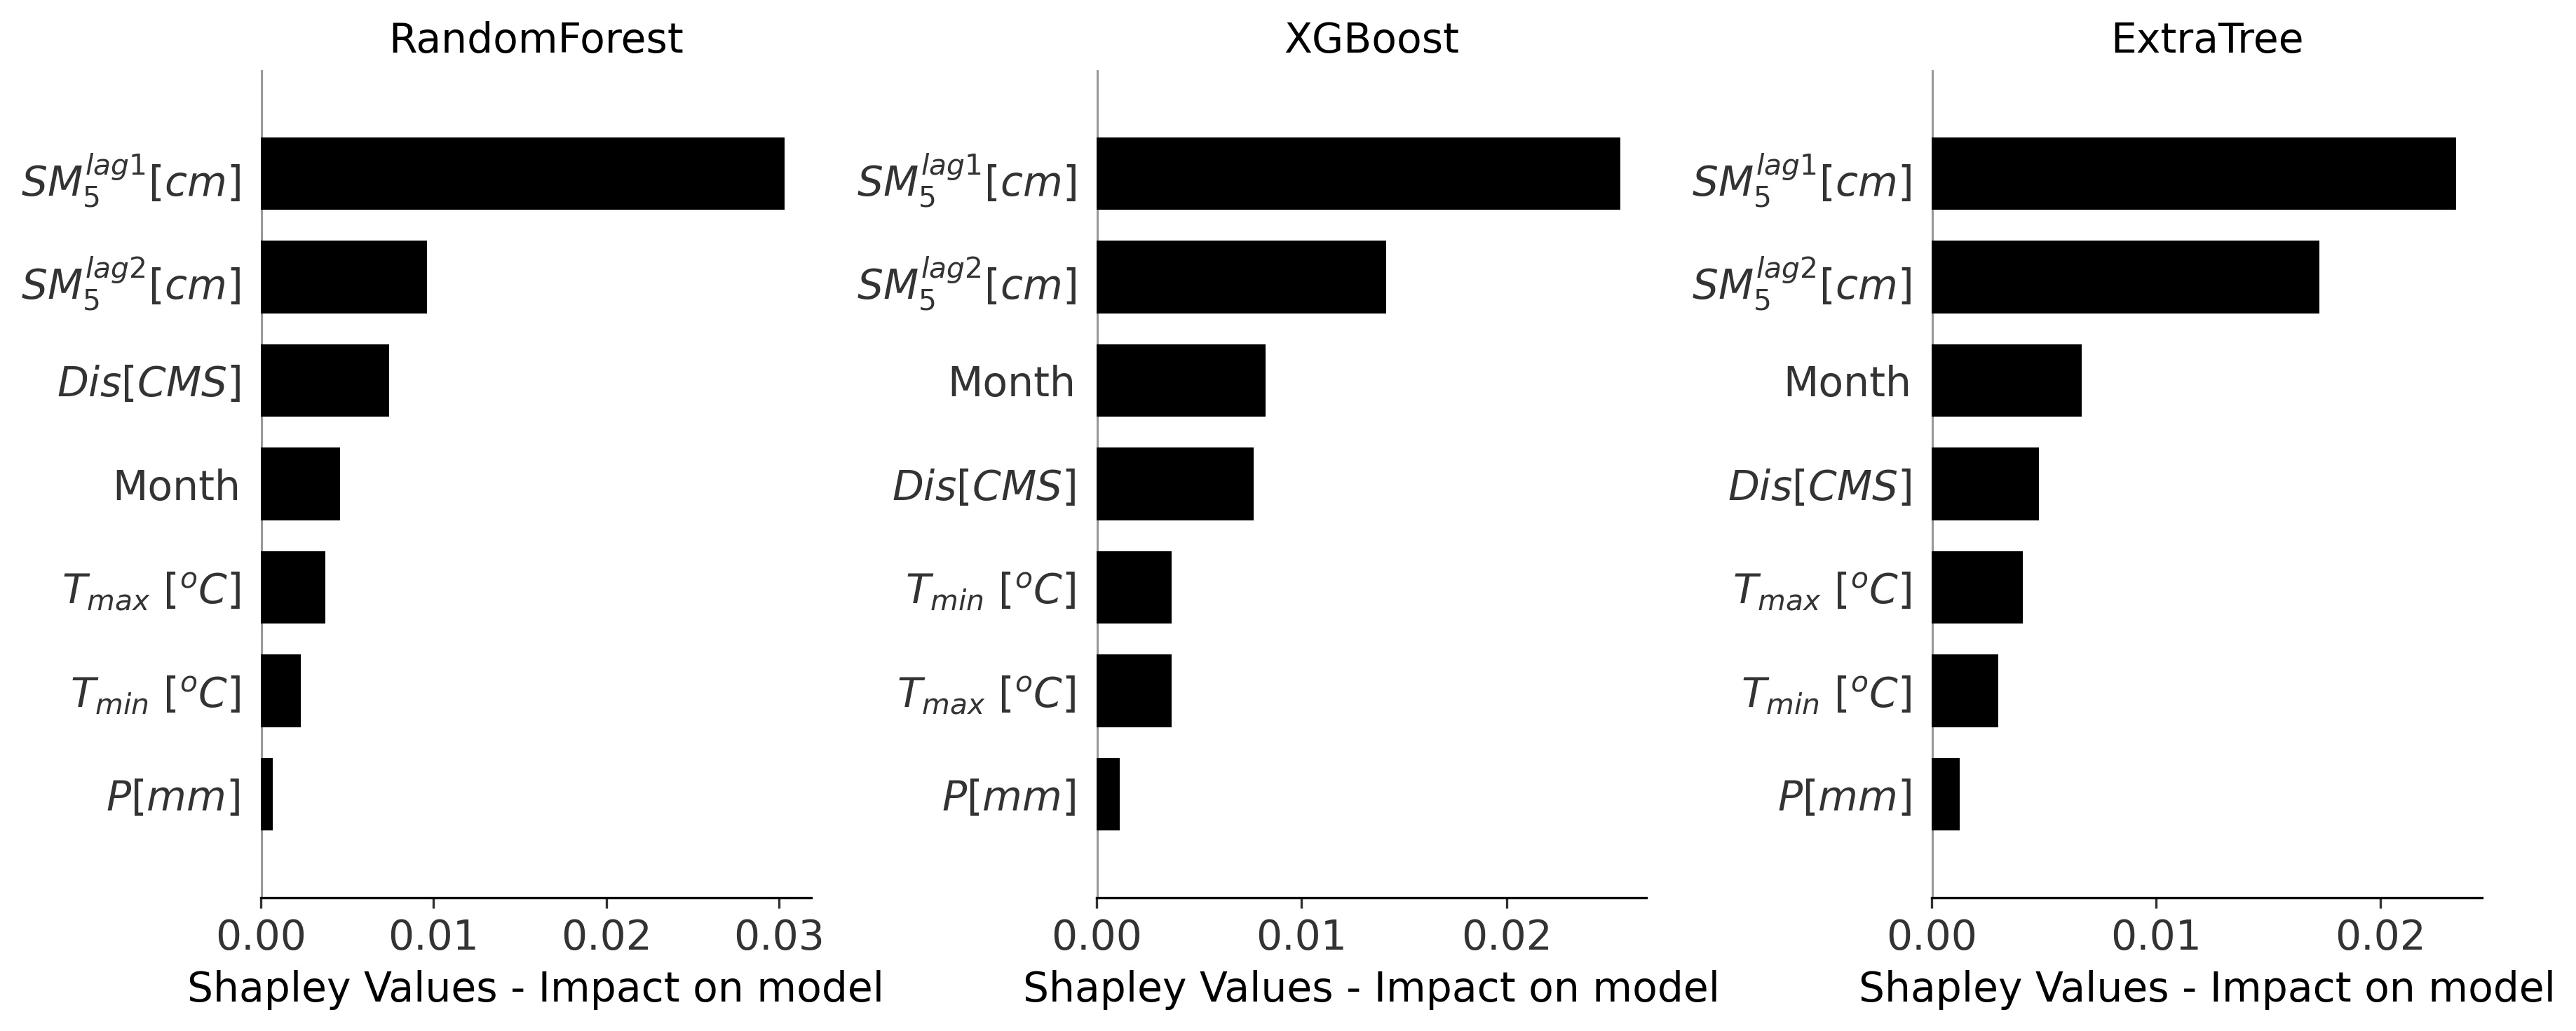 RandomForest
SM₅ˡᵃᵍ¹[cm]
SM₅ˡᵃᵍ²[cm]
Dis[CMS]
Month
Tₘₐₓ [ᵒC]
Tₘᵢₙ [ᵒC]
P[mm]
0.00 0.01 0.02 0.03
Shapley Values - Impact on model
XGBoost
SM₅ˡᵃᵍ¹[cm]
SM₅ˡᵃᵍ²[cm]
Month
Dis[CMS]
Tₘᵢₙ [ᵒC]
Tₘₐₓ [ᵒC]
P[mm]
0.00 0.01 0.02
Shapley Values - Impact on model
ExtraTree
SM₅ˡᵃᵍ¹[cm]
SM₅ˡᵃᵍ²[cm]
Month
Dis[CMS]
Tₘₐₓ [ᵒC]
Tₘᵢₙ [ᵒC]
P[mm]
0.00 0.01 0.02
Shapley Values - Impact on model